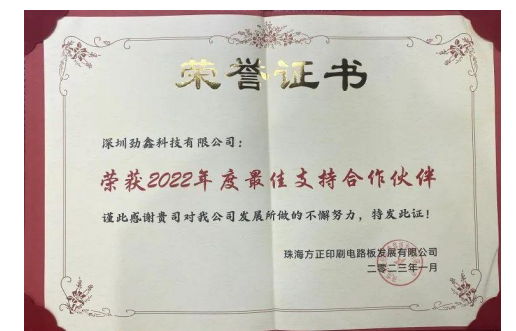 荣誉证书
深圳劲鑫科技有限公司：
荣获2022年度最佳支持合作伙伴
谨此感谢贵司对我公司发展所做的不懈努力，特发此证！
珠海方正印刷电路板发展有限公司
二零二三年一月